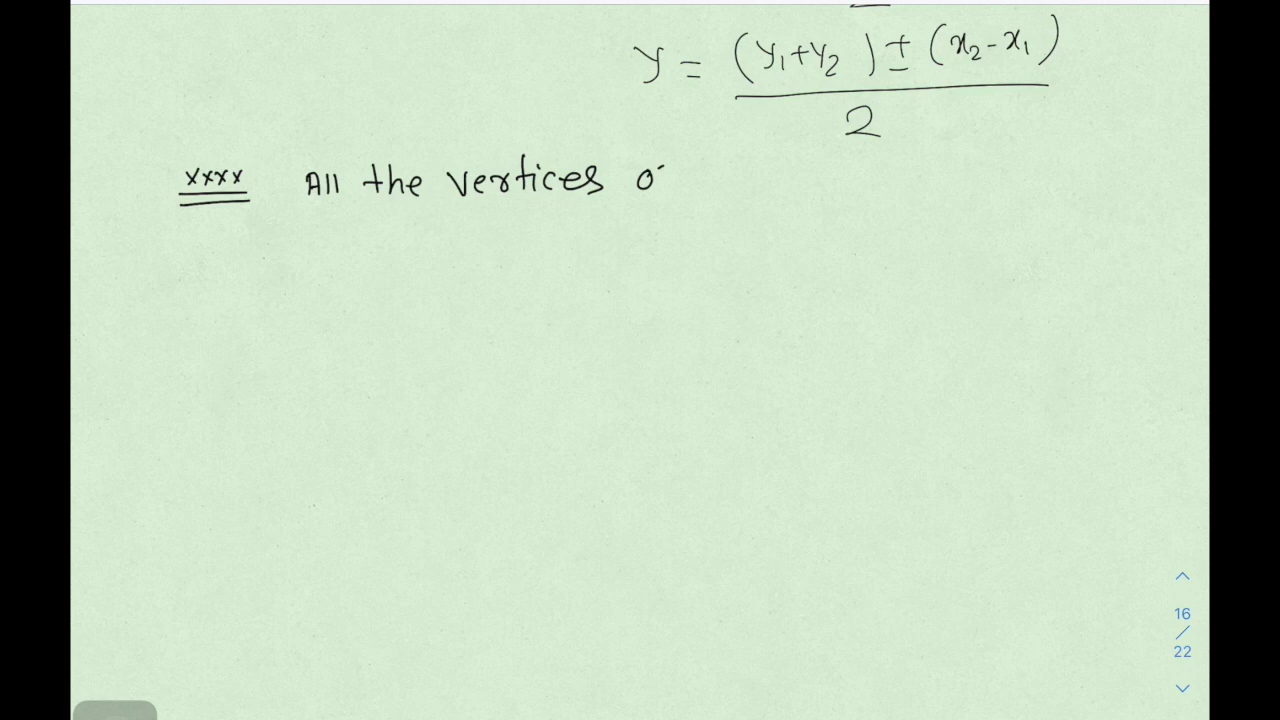 y = (y₁+y₂) ± (x₂-x₁)
2
xxxx All the vertices o
16
/
22